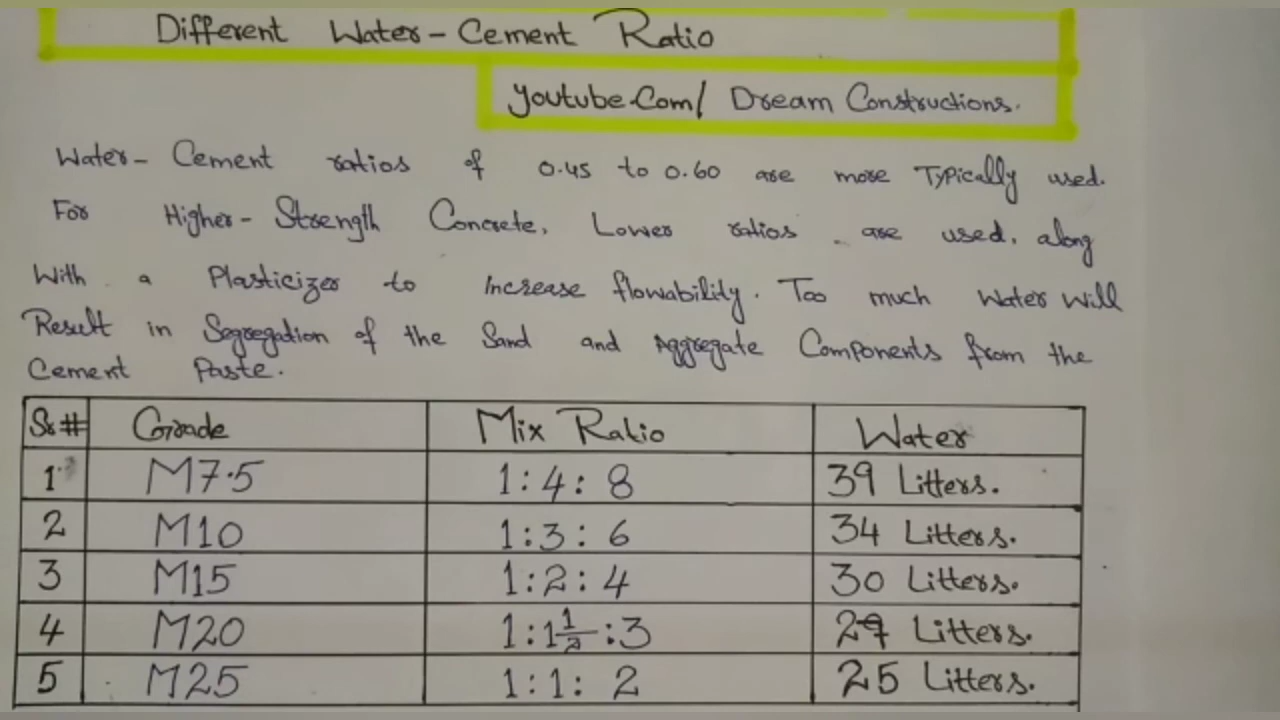 Different Water-Cement Ratio
Youtube.Com/ Dream Constructions.
Water- Cement ratios of 0.45 to 0.60 are more Typically used.
For Higher- Strength Concrete, Lower ratios are used, along
With a Plasticizer to Increase flowability. Too much Water Will
Result in Segregation of the Sand and Aggregate Components from the
Cement Paste.
Sr# Grade Mix Ratio Water
1 M7.5 1:4:8 39 Litters.
2 M10 1:3:6 34 Litters.
3 M15 1:2:4 30 Litters.
4 M20 1:1 1/2:3 Litters.
5 M25 1:1:2 25 Litters.